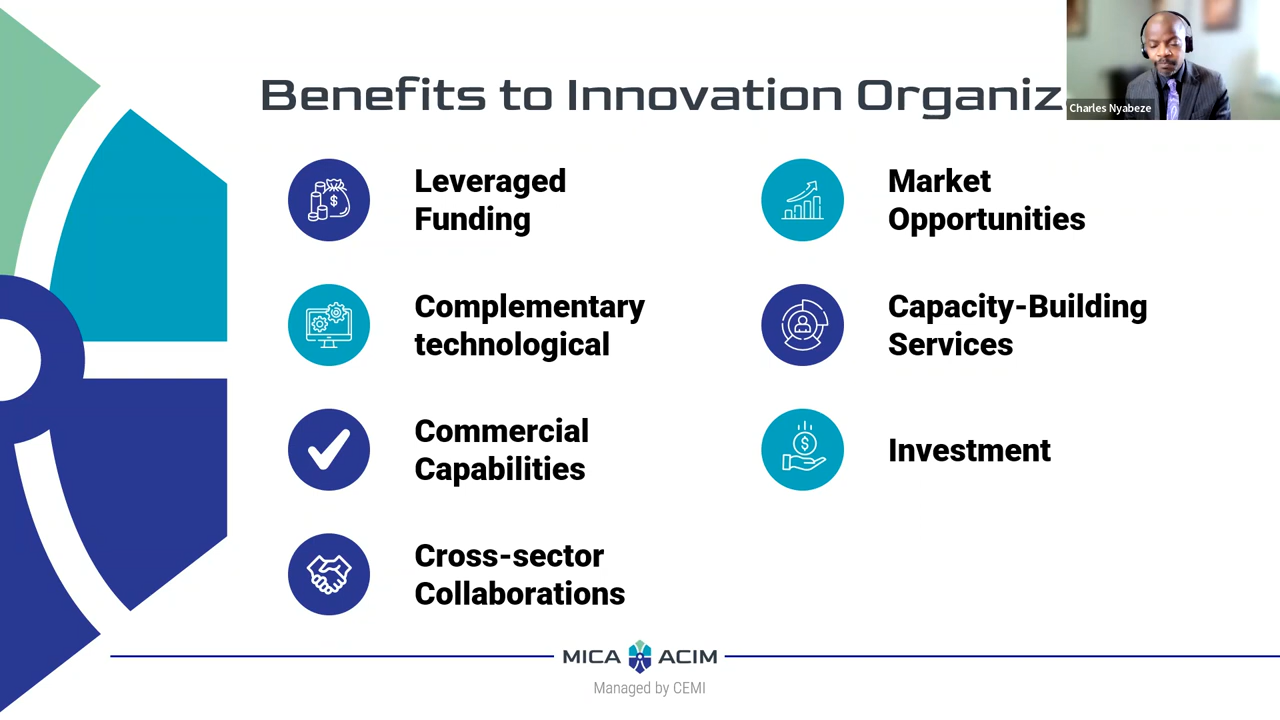 Benefits to Innovation Organiz
Charles Nyabeze
Leveraged
Funding
Complementary
technological
Commercial
Capabilities
Cross-sector
Collaborations
Market
Opportunities
Capacity-Building
Services
Investment
MICA ACIM
Managed by CEMI